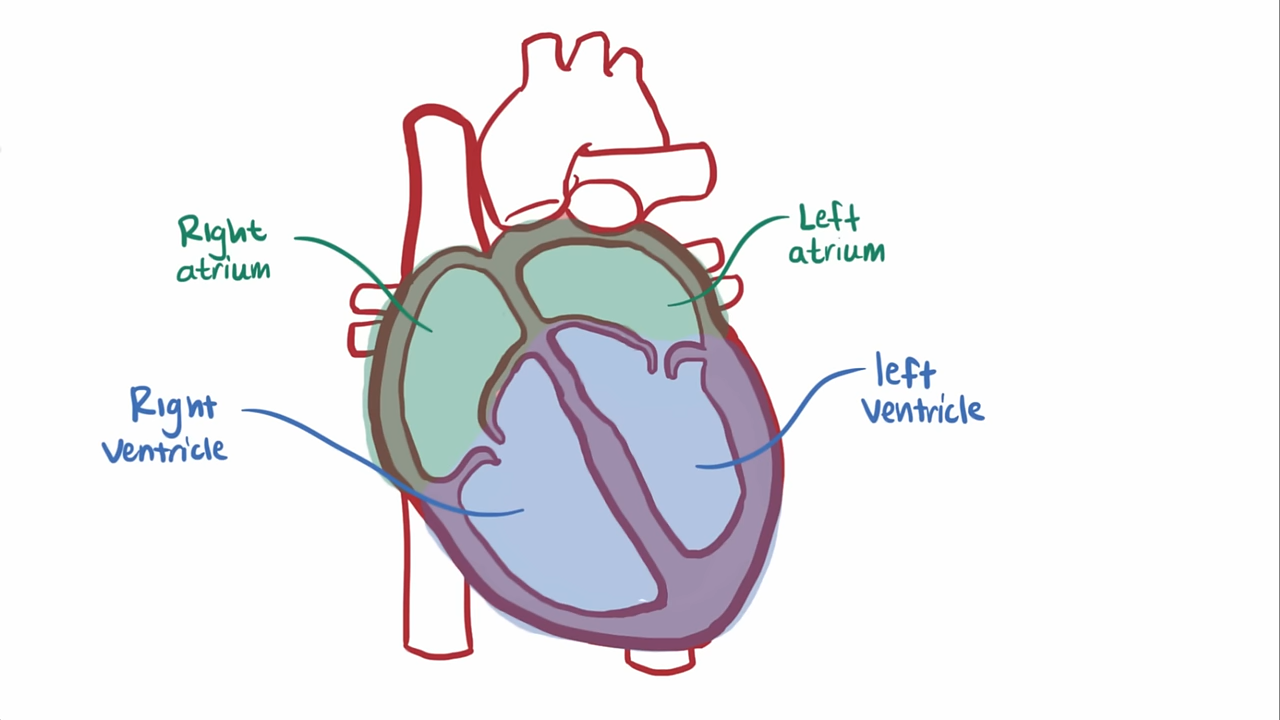 Right
atrium
Left
atrium
Right
ventricle
left
ventricle